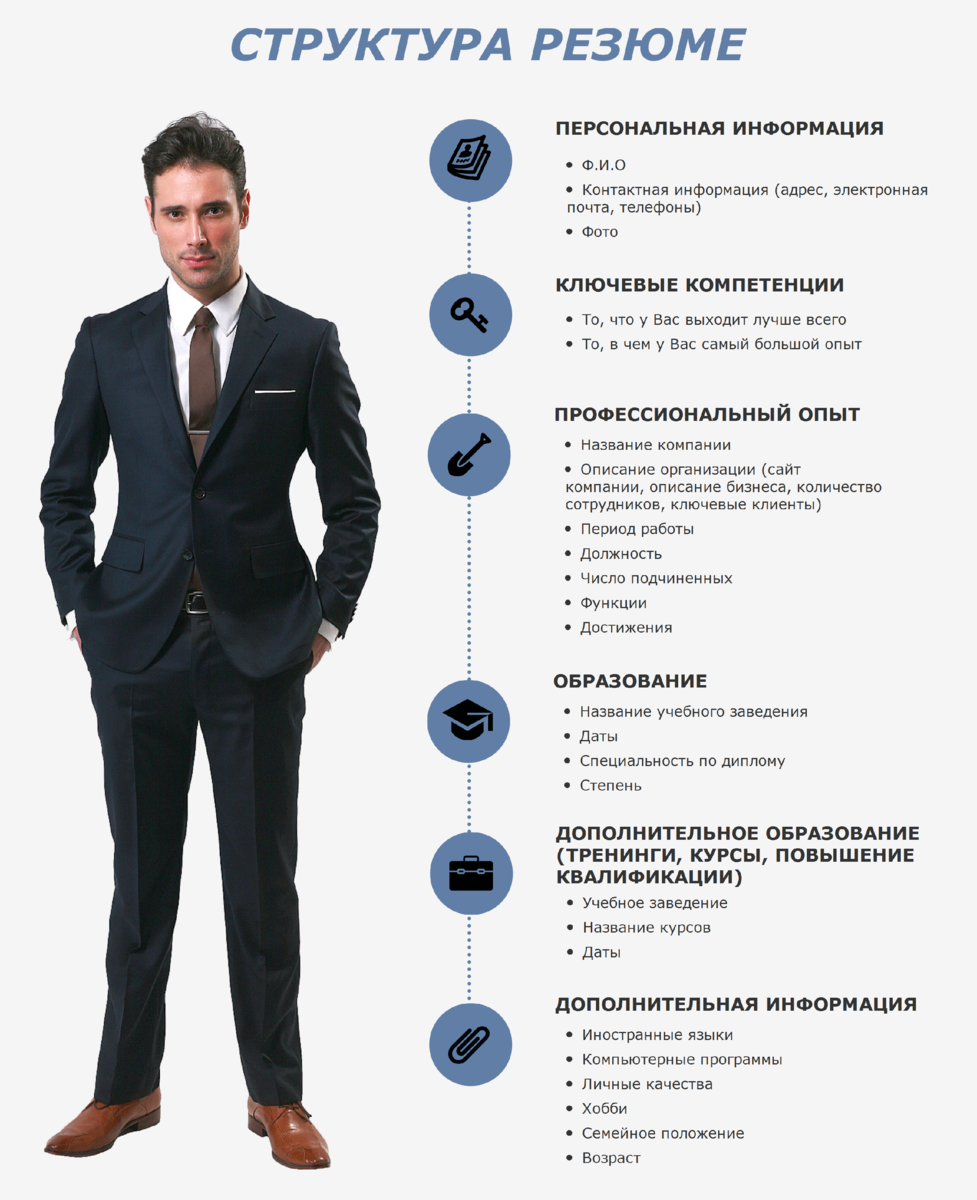 СТРУКТУРА РЕЗЮМЕ
ПЕРСОНАЛЬНАЯ ИНФОРМАЦИЯ
• Ф.И.О
• Контактная информация (адрес, электронная
почта, телефоны)
• Фото
КЛЮЧЕВЫЕ КОМПЕТЕНЦИИ
• То, что у Вас выходит лучше всего
• То, в чем у Вас самый большой опыт
ПРОФЕССИОНАЛЬНЫЙ ОПЫТ
• Название компании
• Описание организации (сайт
компании, описание бизнеса, количество
сотрудников, ключевые клиенты)
• Период работы
• Должность
• Число подчиненных
• Функции
• Достижения
ОБРАЗОВАНИЕ
• Название учебного заведения
• Даты
• Специальность по диплому
• Степень
ДОПОЛНИТЕЛЬНОЕ ОБРАЗОВАНИЕ
(ТРЕНИНГИ, КУРСЫ, ПОВЫШЕНИЕ
КВАЛИФИКАЦИИ)
• Учебное заведение
• Название курсов
• Даты
ДОПОЛНИТЕЛЬНАЯ ИНФОРМАЦИЯ
• Иностранные языки
• Компьютерные программы
• Личные качества
• Хобби
• Семейное положение
• Возраст